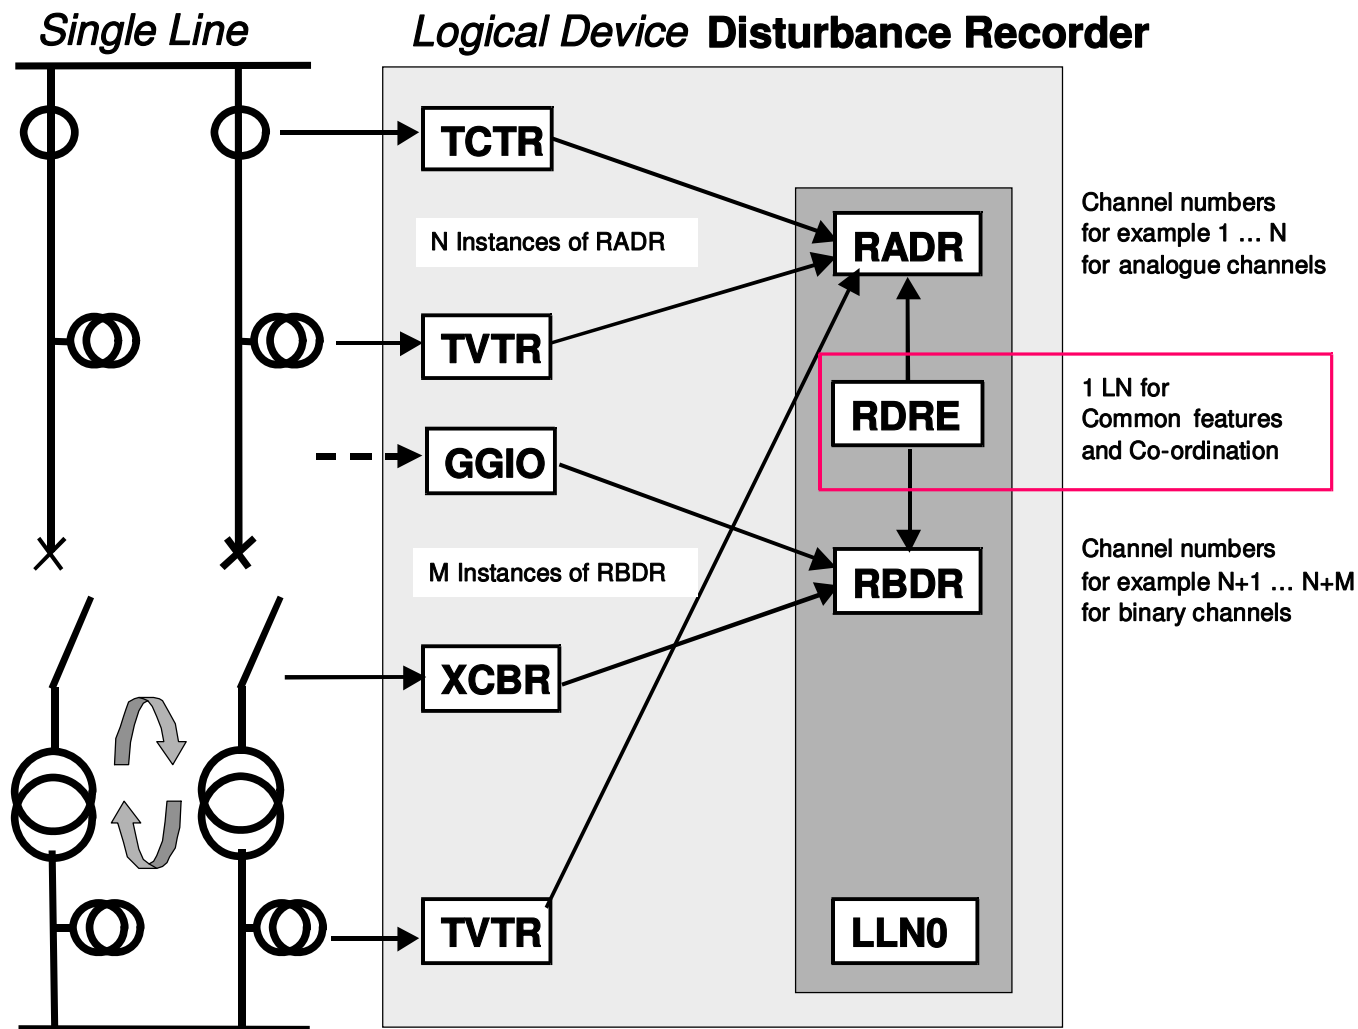 Single Line
Logical Device Disturbance Recorder
TCTR
N Instances of RADR
RADR
Channel numbers
for example 1 ... N
for analogue channels
TVTR
RDRE
1 LN for
Common features
and Co-ordination
GGIO
M Instances of RBDR
RBDR
Channel numbers
for example N+1 ... N+M
for binary channels
XCBR
TVTR
LLN0